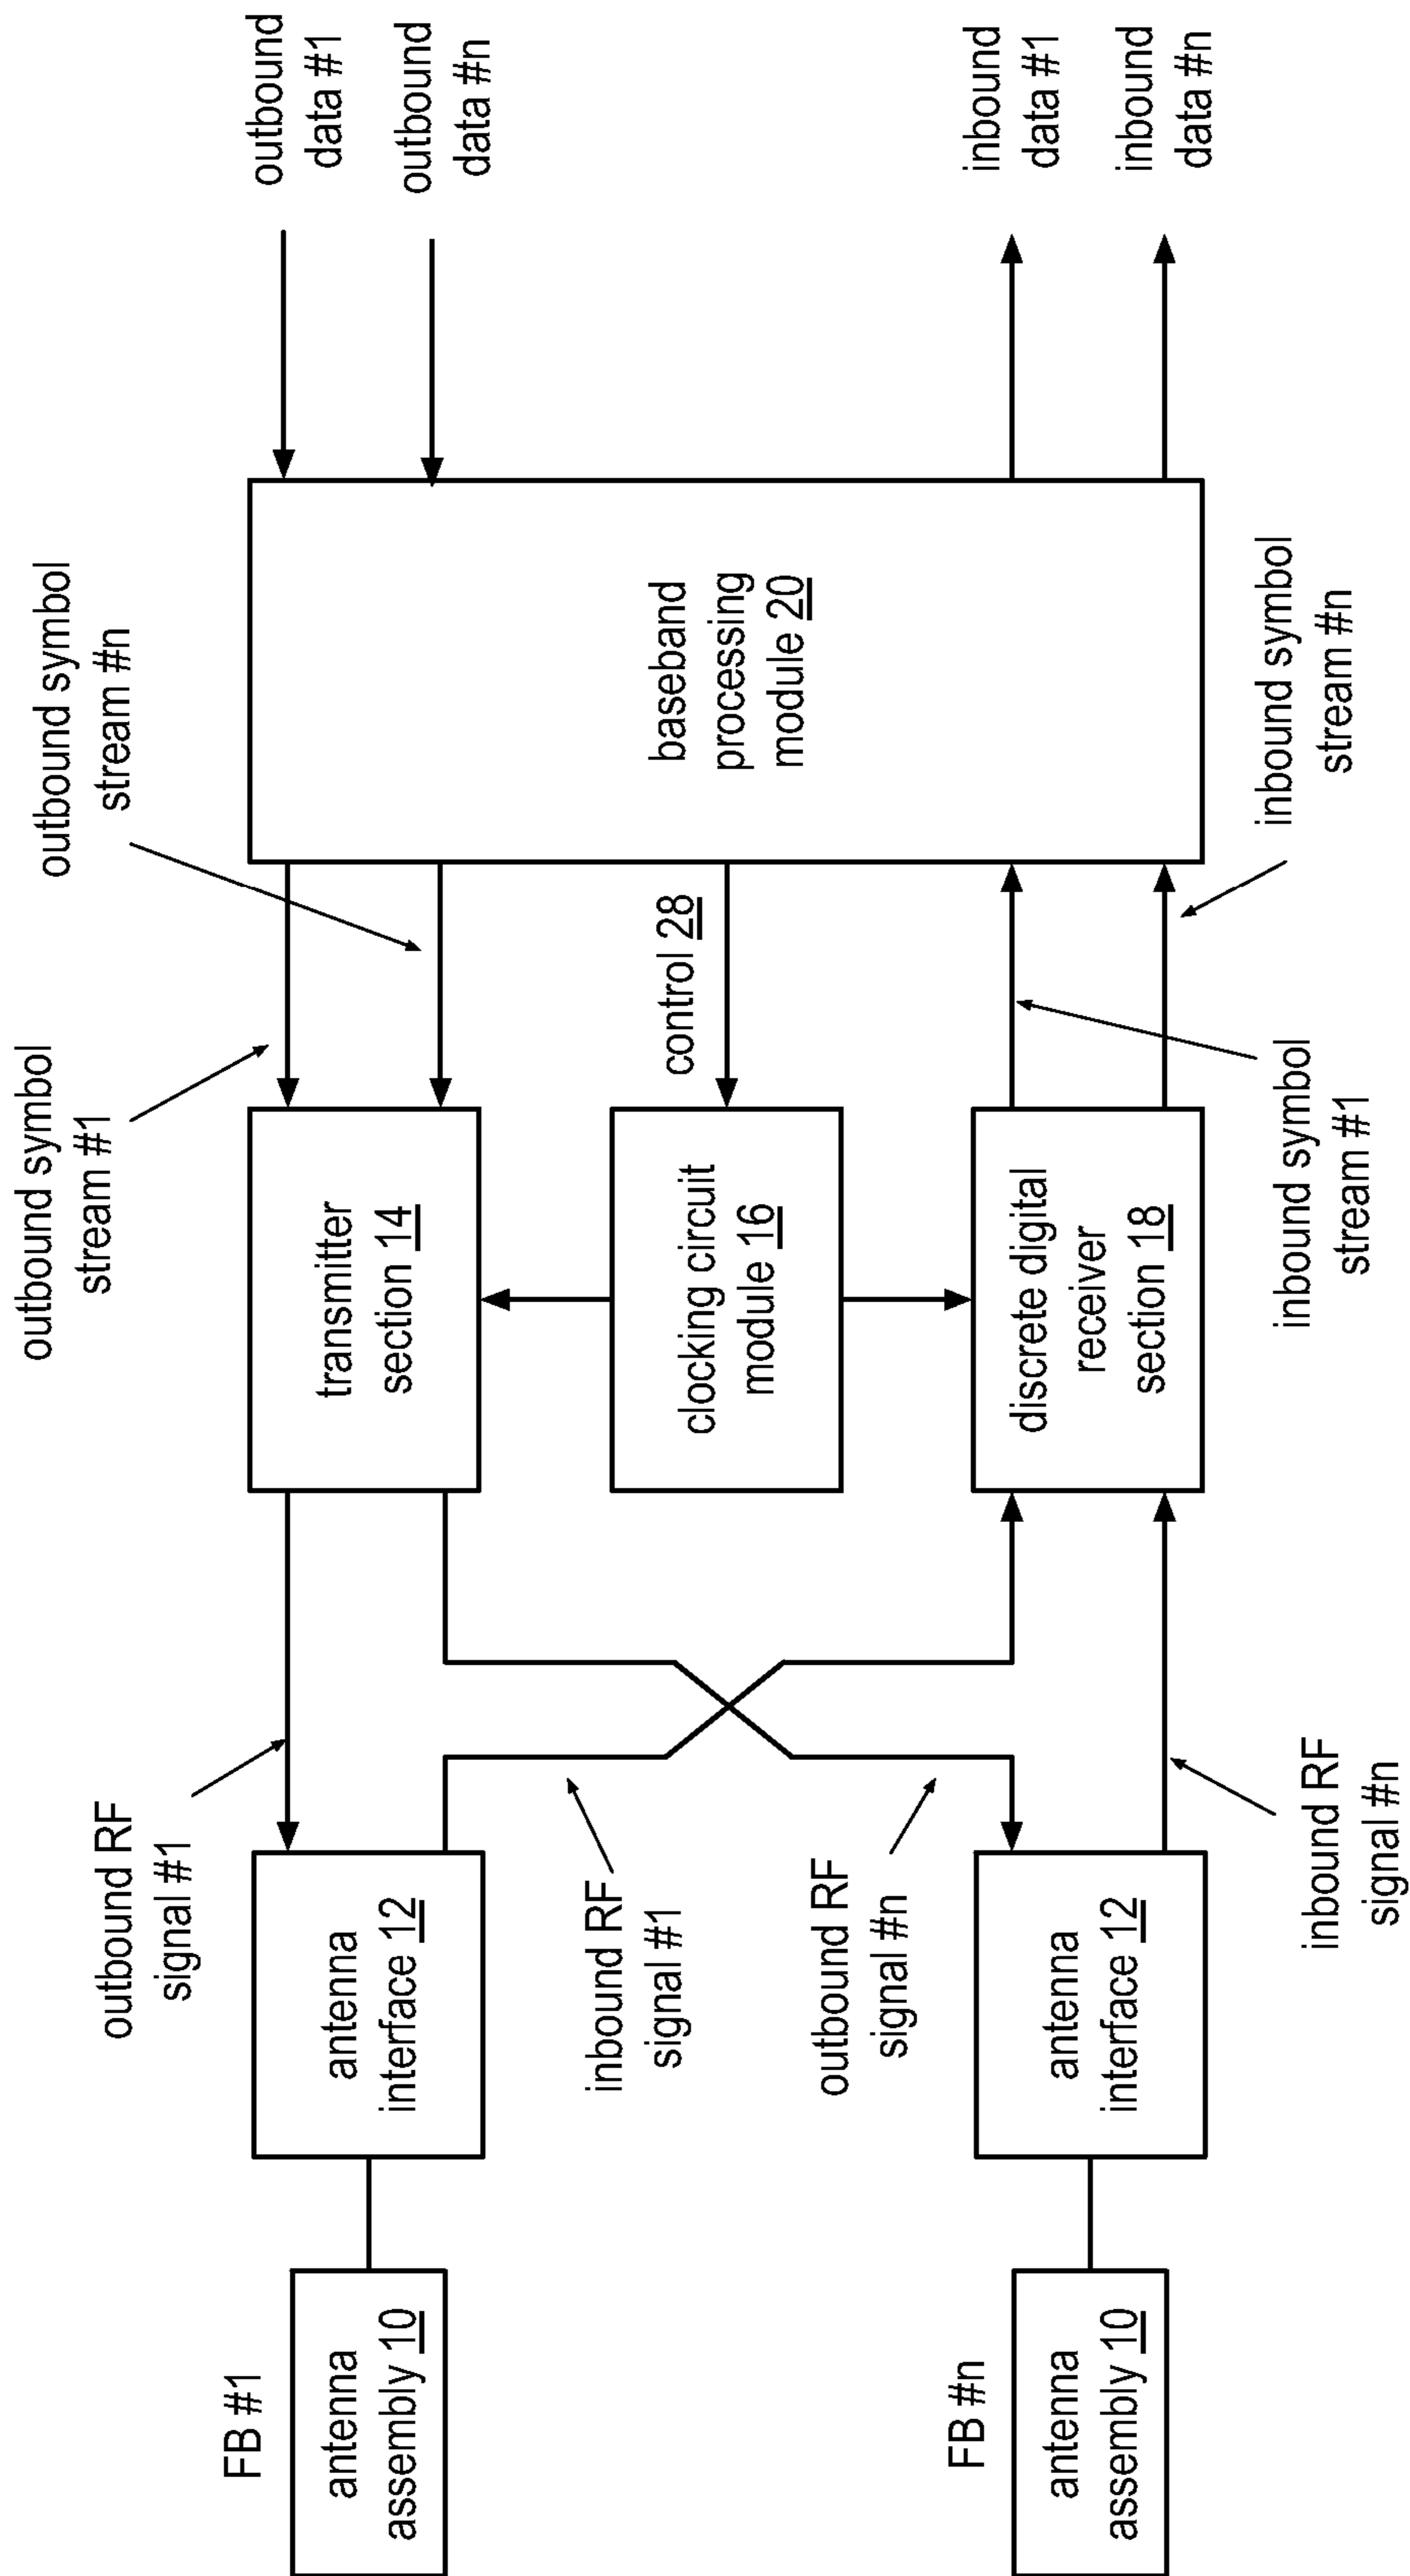 FB #1
antenna
assembly 10
antenna
interface 12
outbound RF
signal #1
inbound RF
signal #1
transmitter
section 14
outbound symbol
stream #1
outbound symbol
stream #n
outbound
data #1
outbound
data #n
clocking circuit
module 16
control 28
baseband
processing
module 20
FB #n
antenna
assembly 10
antenna
interface 12
outbound RF
signal #n
inbound RF
signal #n
discrete digital
receiver
section 18
inbound symbol
stream #1
inbound symbol
stream #n
inbound
data #1
inbound
data #n